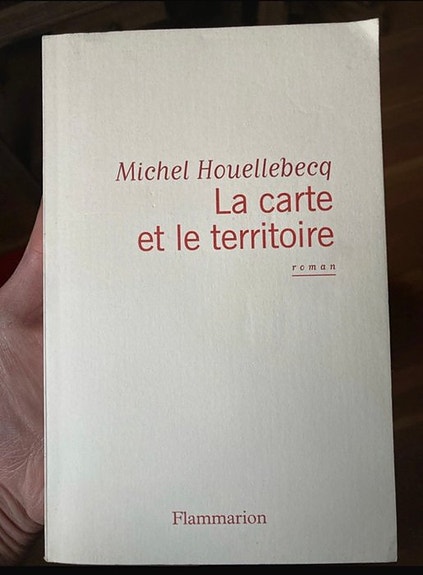 Michel Houellebecq
La carte
et le territoire
roman
Flammarion